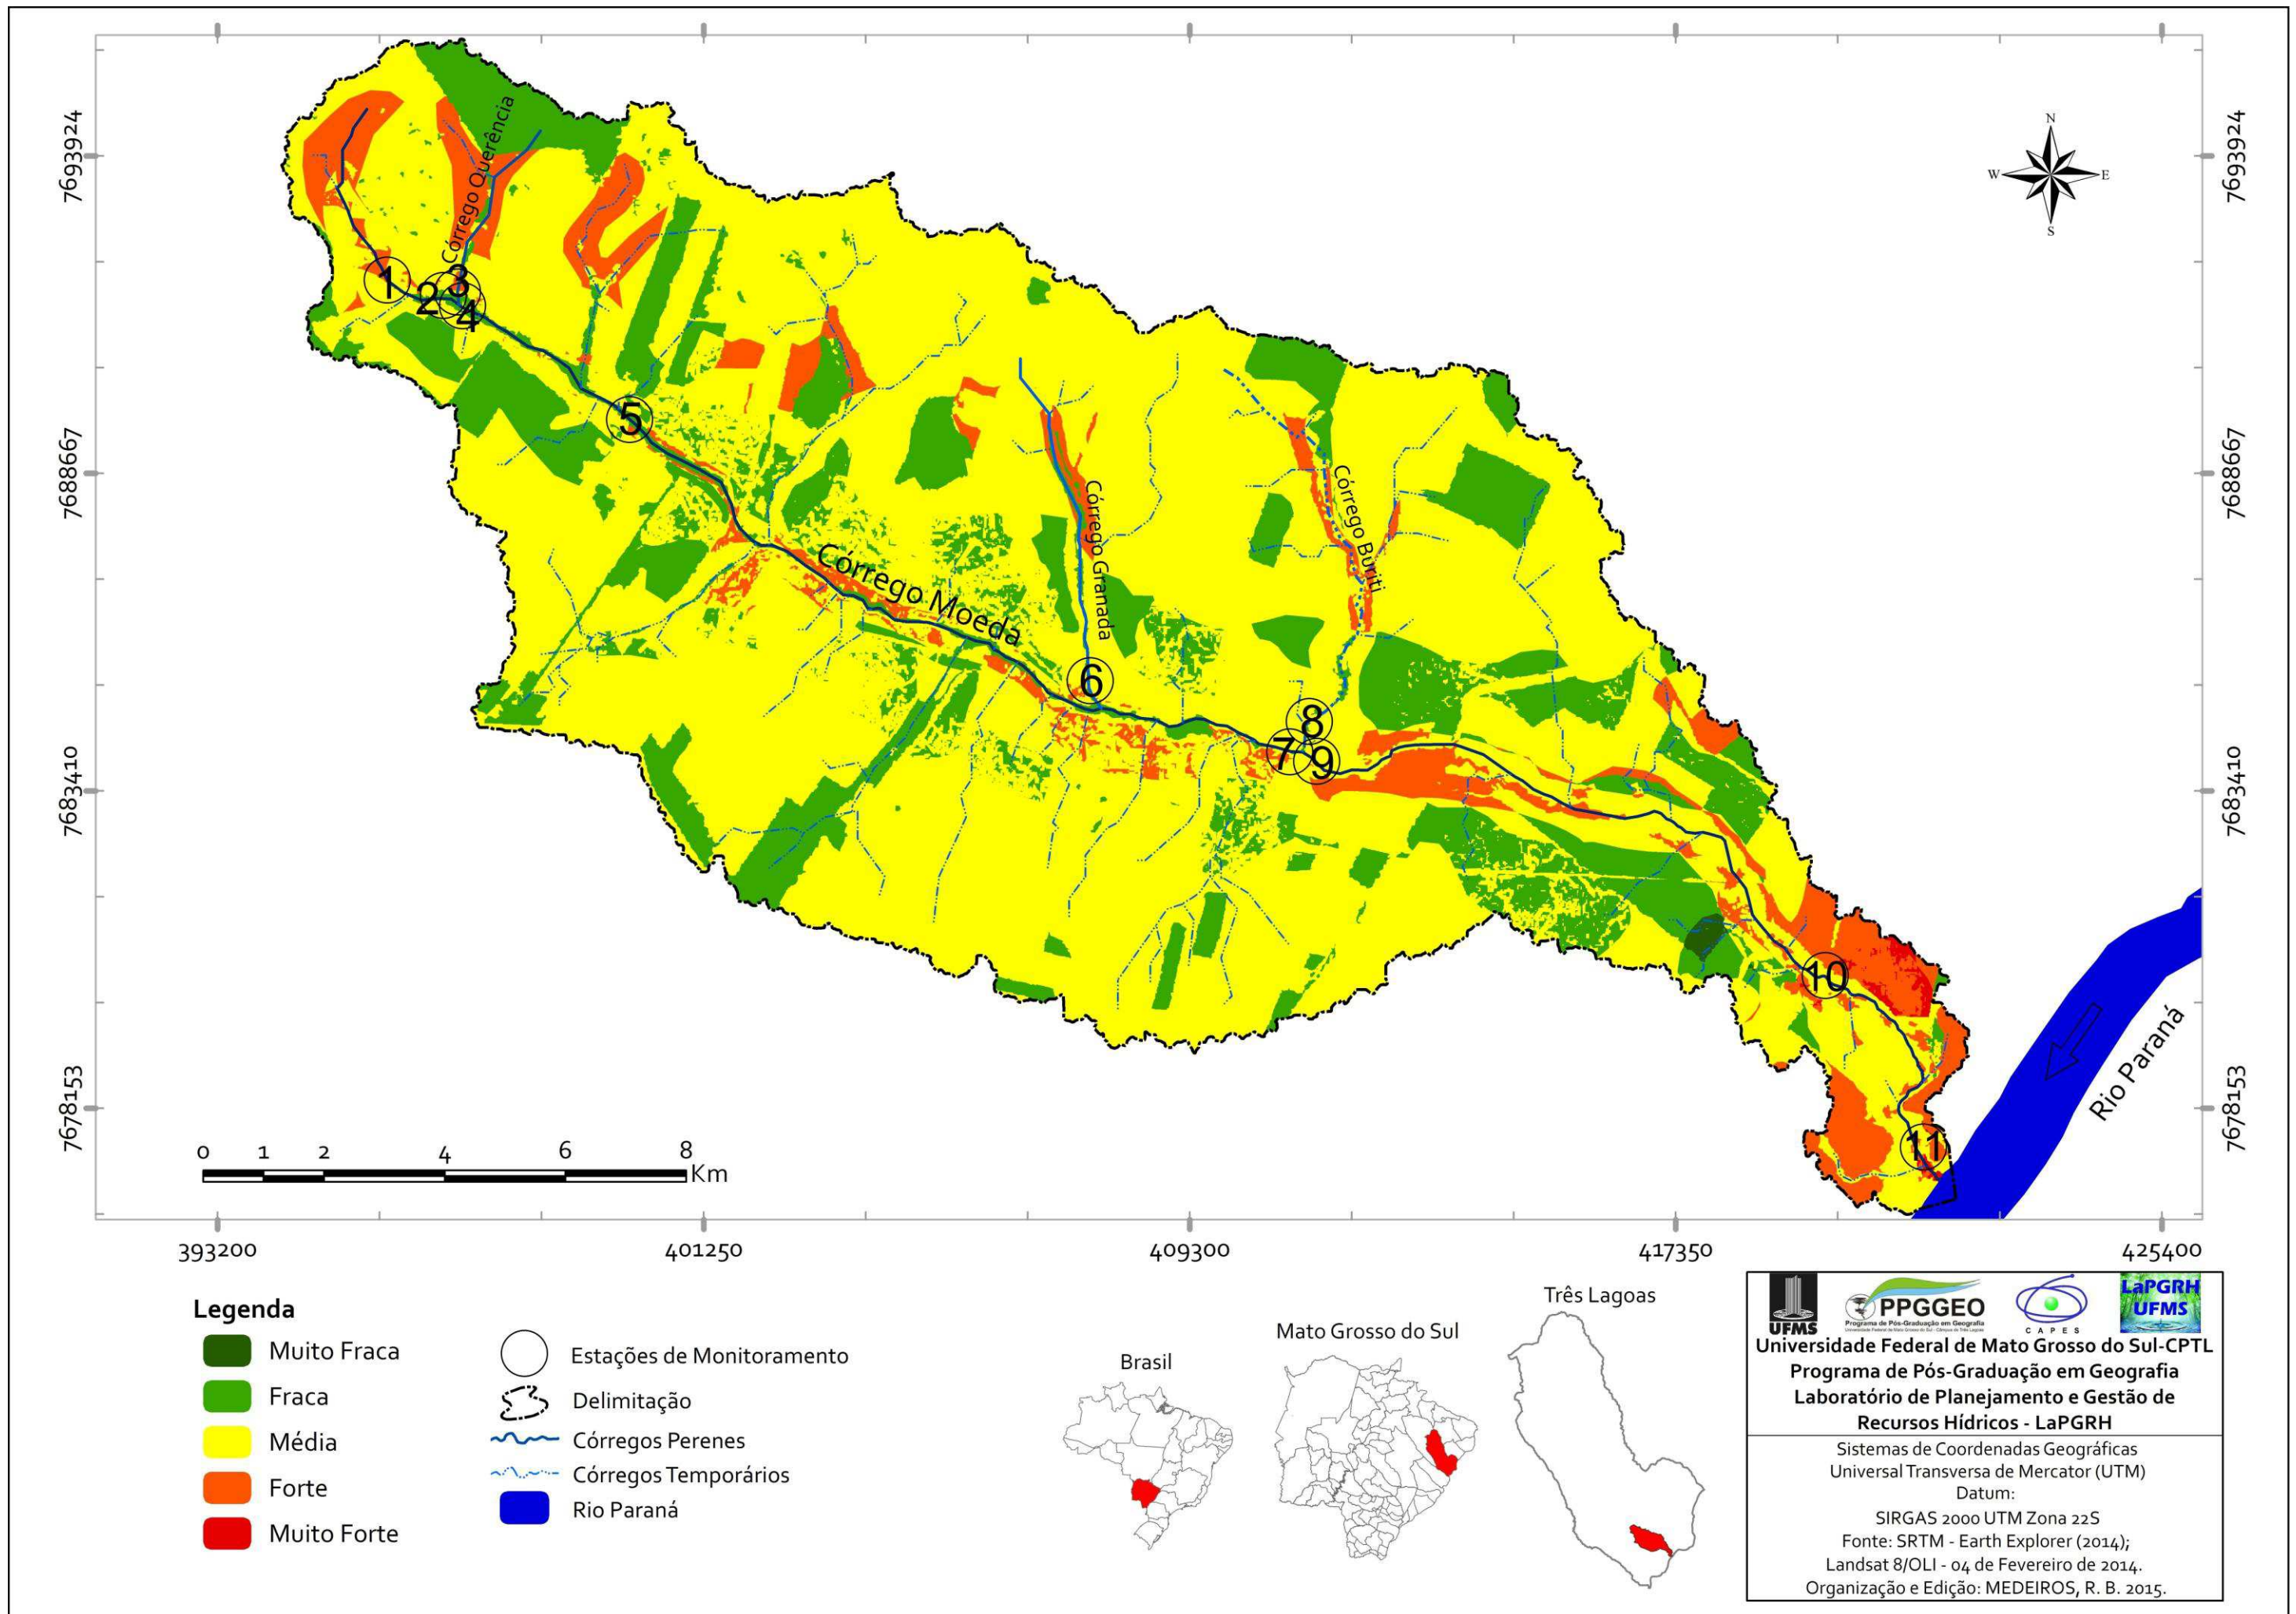 N
W
E
S
7693924
7693924
7688667
7688667
7683410
7683410
7678153
7678153
Córrego Querência
Córrego Moeda
Córrego Granada
Córrego Buriti
Rio Paraná
1
2
3
4
5
6
7
8
9
10
11
0 1 2 4 6 8
Km
393200 401250 409300 417350 425400
Legenda
Muito Fraca
Fraca
Média
Forte
Muito Forte
Estações de Monitoramento
Delimitação
Córregos Perenes
Córregos Temporários
Rio Paraná
Brasil
Mato Grosso do Sul
Três Lagoas
UFMS
PPGGEO
Programa de Pós-Graduação em Geografia
CAPES
LaPGRH
UFMS
Universidade Federal de Mato Grosso do Sul-CPTL
Programa de Pós-Graduação em Geografia
Laboratório de Planejamento e Gestão de
Recursos Hídricos - LaPGRH
Sistemas de Coordenadas Geográficas
Universal Transversa de Mercator (UTM)
Datum:
SIRGAS 2000 UTM Zona 22S
Fonte: SRTM - Earth Explorer (2014);
Landsat 8/OLI - 04 de Fevereiro de 2014.
Organização e Edição: MEDEIROS, R. B. 2015.